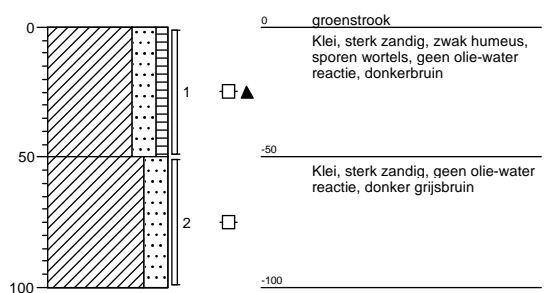 0
50
100
1
2
0 groenstrook
Klei, sterk zandig, zwak humeus,
sporen wortels, geen olie-water
reactie, donkerbruin
-50
Klei, sterk zandig, geen olie-water
reactie, donker grijsbruin
-100